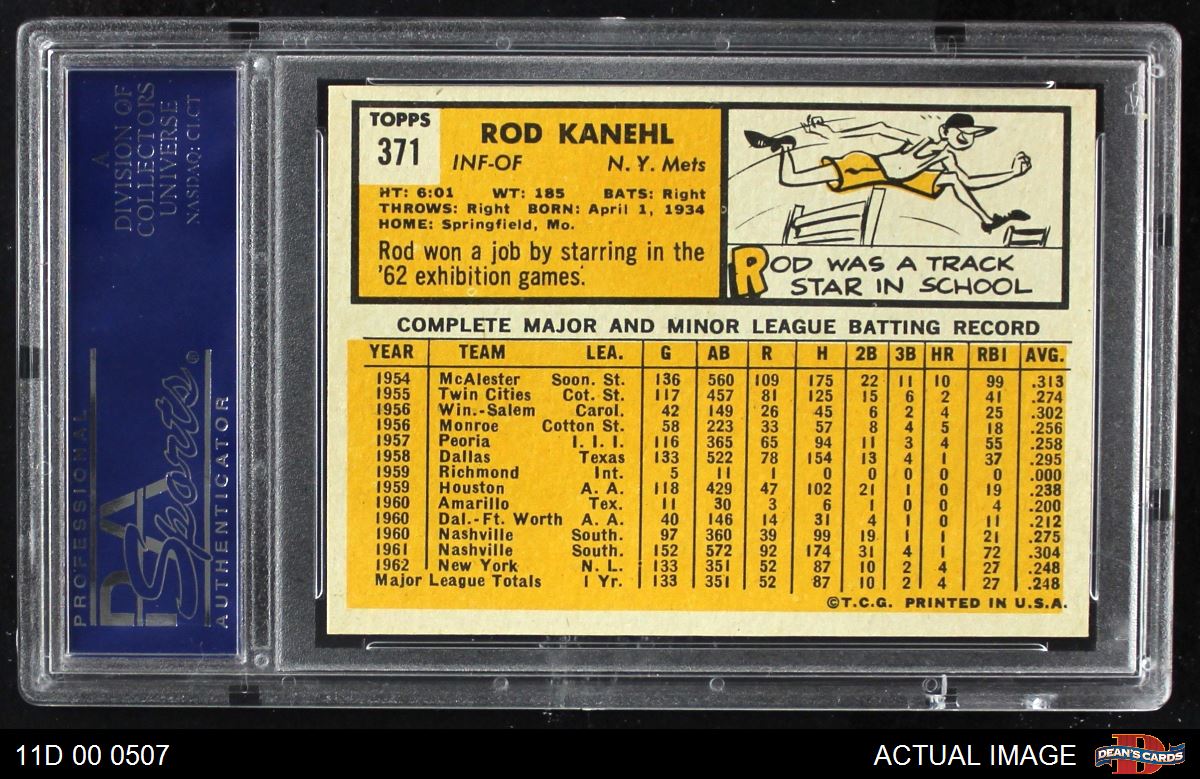 A
DIVISION OF
COLLECTORS
UNIVERSE
NASDAQ: CLCT
PROFESSIONAL
PSA
Sports®
AUTHENTICATOR
TOPPS
371
ROD KANEHL
INF-OF N. Y. Mets
HT: 6:01 WT: 185 BATS: Right
THROWS: Right BORN: April 1, 1934
HOME: Springfield, Mo.
Rod won a job by starring in the
'62 exhibition games.
ROD WAS A TRACK
STAR IN SCHOOL
COMPLETE MAJOR AND MINOR LEAGUE BATTING RECORD
YEAR TEAM LEA. G AB R H 2B 3B HR RBI AVG.
1954 McAlester Soon. St. 136 560 109 175 22 11 10 99 .313
1955 Twin Cities Cot. St. 117 457 81 125 15 6 2 41 .274
1956 Win.-Salem Carol. 42 149 26 45 6 2 4 25 .302
1956 Monroe Cotton St. 58 223 33 57 8 4 5 18 .256
1957 Peoria I. I. I. 116 365 65 94 11 3 4 55 .258
1958 Dallas Texas 133 522 78 154 13 4 1 37 .295
1959 Richmond Int. 5 11 1 0 0 0 0 0 .000
1959 Houston A. A. 118 429 47 102 21 1 0 19 .238
1960 Amarillo Tex. 11 30 3 6 1 0 0 4 .200
1960 Dal.-Ft. Worth A. A. 40 146 14 31 4 1 0 11 .212
1960 Nashville South. 97 360 39 99 19 1 1 21 .275
1961 Nashville South. 152 572 92 174 31 4 1 72 .304
1962 New York N. L. 133 351 52 87 10 2 4 27 .248
Major League Totals 1 Yr. 133 351 52 87 10 2 4 27 .248
©T.C.G. PRINTED IN U.S.A.
11D 00 0507
ACTUAL IMAGE
DEAN'S CARDS